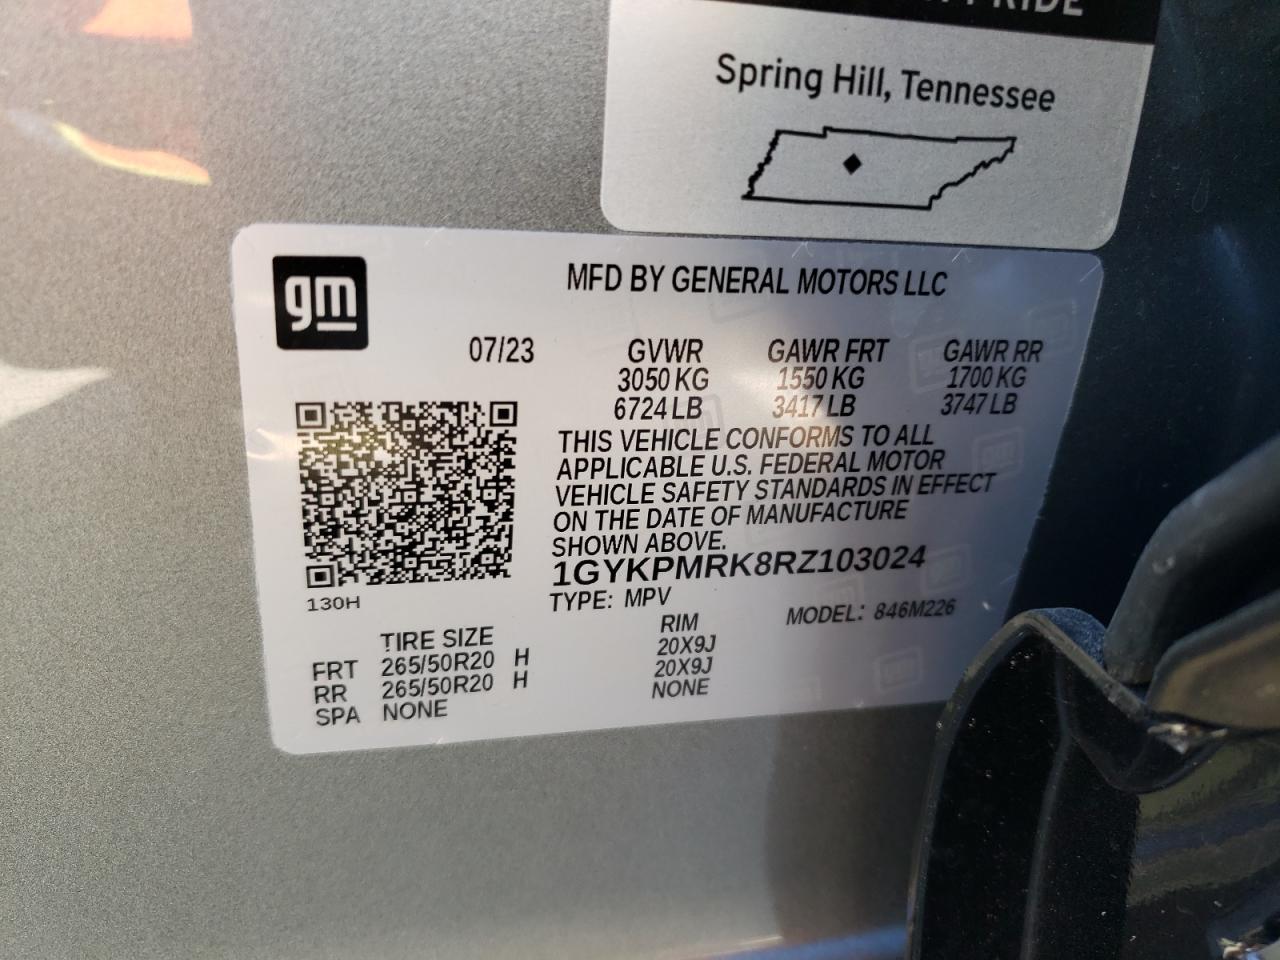 Spring Hill, Tennessee
gm
MFD BY GENERAL MOTORS LLC
07/23 GVWR GAWR FRT GAWR RR
3050 KG 1550 KG 1700 KG
6724 LB 3417 LB 3747 LB
THIS VEHICLE CONFORMS TO ALL
APPLICABLE U.S. FEDERAL MOTOR
VEHICLE SAFETY STANDARDS IN EFFECT
ON THE DATE OF MANUFACTURE
SHOWN ABOVE.
1GYKPMRK8RZ103024
130H TYPE: MPV MODEL: 846M226
TIRE SIZE RIM
FRT 265/50R20 H 20X9J
RR 265/50R20 H 20X9J
SPA NONE NONE